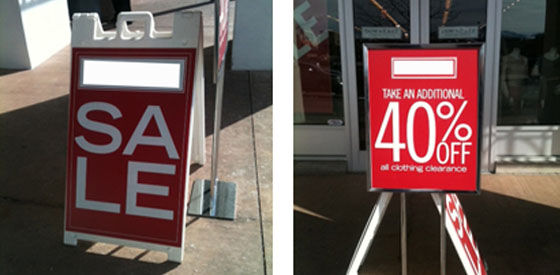 SA
LE
TAKE AN ADDITIONAL
40% OFF
all clothing clearance